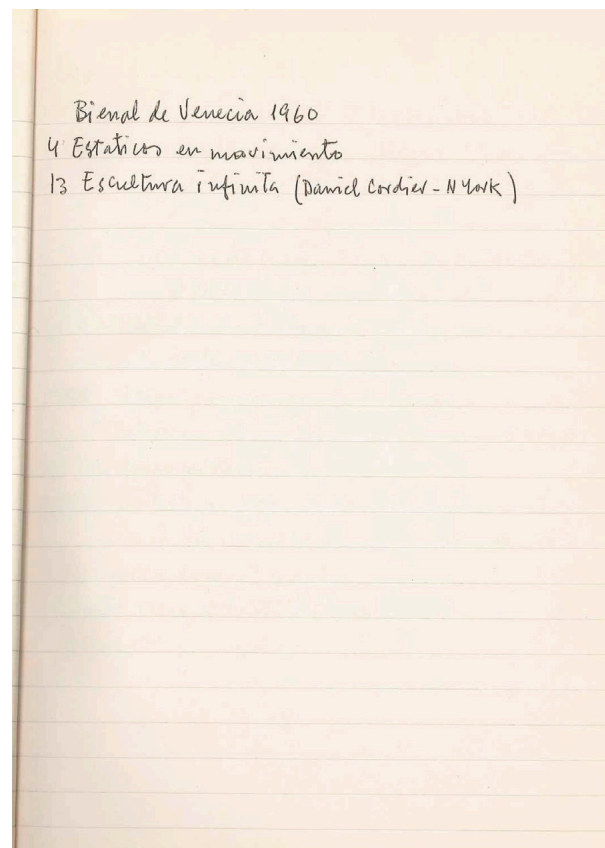 Bienal de Venecia 1960
4 Estaticos en movimiento
13 Escultura infinita (Daniel Cordier - N York)